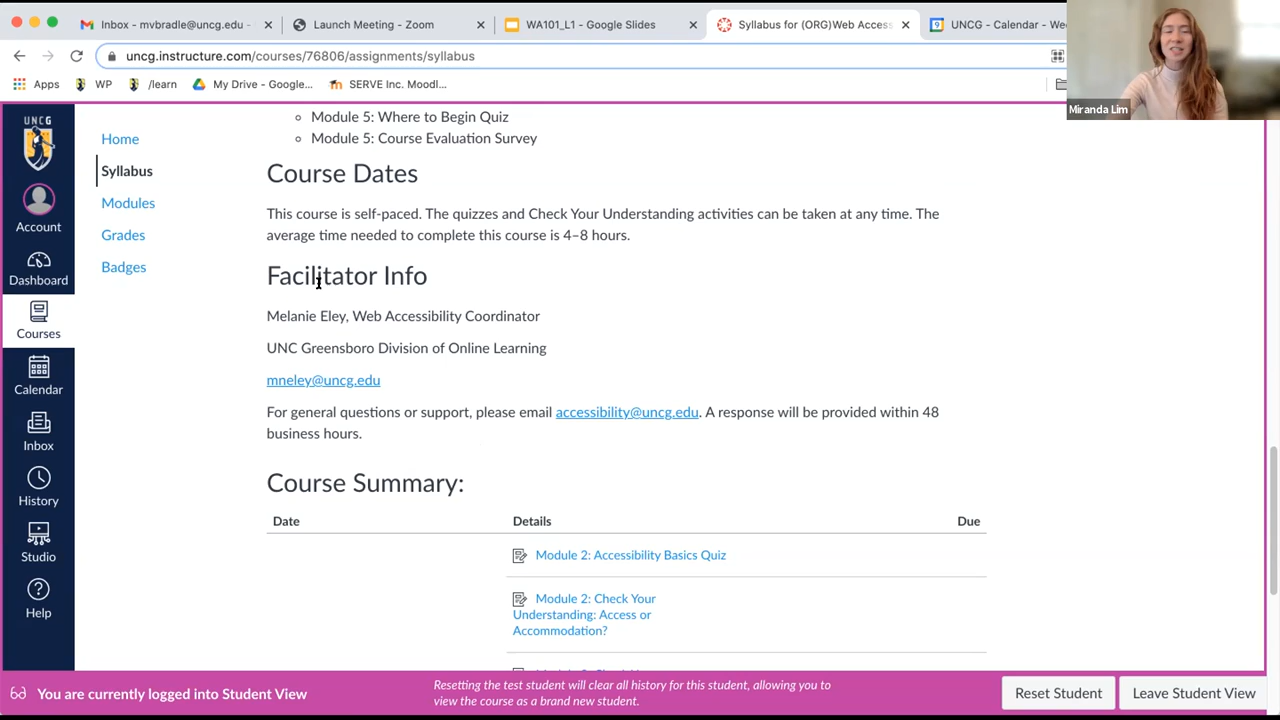 Inbox - mvbradle@uncg.edu -
Launch Meeting - Zoom
WA101_L1 - Google Slides
Syllabus for (ORG)Web Access
UNCG - Calendar - We
uncg.instructure.com/courses/76806/assignments/syllabus
Apps
WP
/learn
My Drive - Google...
SERVE Inc. Moodl...
Miranda Lim
UNCG
Account
Dashboard
Courses
Calendar
Inbox
History
Studio
Help
Home
Syllabus
Modules
Grades
Badges
Module 5: Where to Begin Quiz
Module 5: Course Evaluation Survey
Course Dates
This course is self-paced. The quizzes and Check Your Understanding activities can be taken at any time. The
average time needed to complete this course is 4–8 hours.
Facilitator Info
Melanie Eley, Web Accessibility Coordinator
UNC Greensboro Division of Online Learning
mneley@uncg.edu
For general questions or support, please email accessibility@uncg.edu. A response will be provided within 48
business hours.
Course Summary:
Date Details Due
Module 2: Accessibility Basics Quiz
Module 2: Check Your
Understanding: Access or
Accommodation?
You are currently logged into Student View
Resetting the test student will clear all history for this student, allowing you to
view the course as a brand new student.
Reset Student
Leave Student View